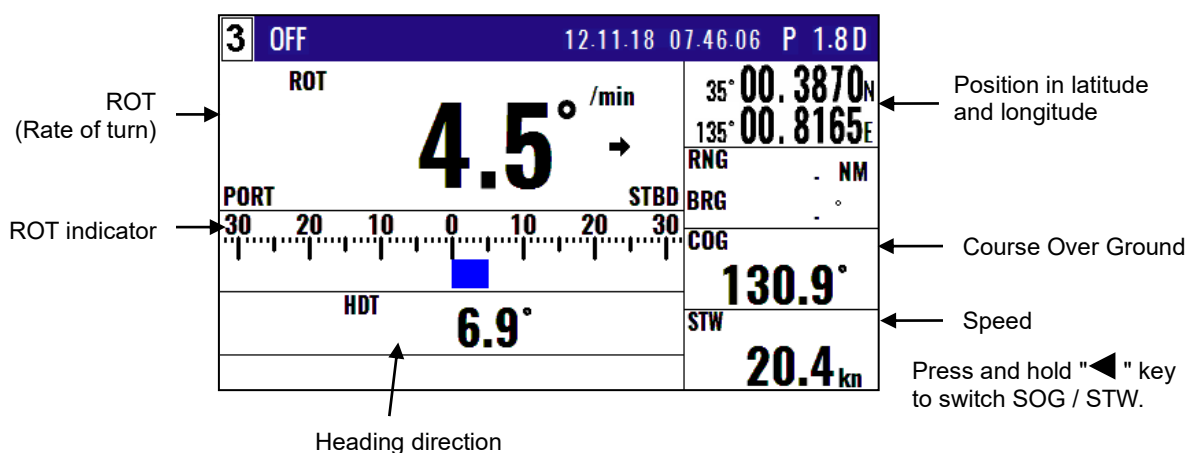 3 OFF 12-11-18 07.46.06 P 1.8D
ROT
(Rate of turn)
ROT
4.5° /min
➔
PORT STBD
ROT indicator
30 20 10 0 10 20 30
HDT
6.9°
35° 00. 3870N
135° 00. 8165E
Position in latitude
and longitude
RNG - NM
BRG - °
COG
130.9°
Course Over Ground
STW
20.4 kn
Speed
Press and hold "◀ " key
to switch SOG / STW.
Heading direction